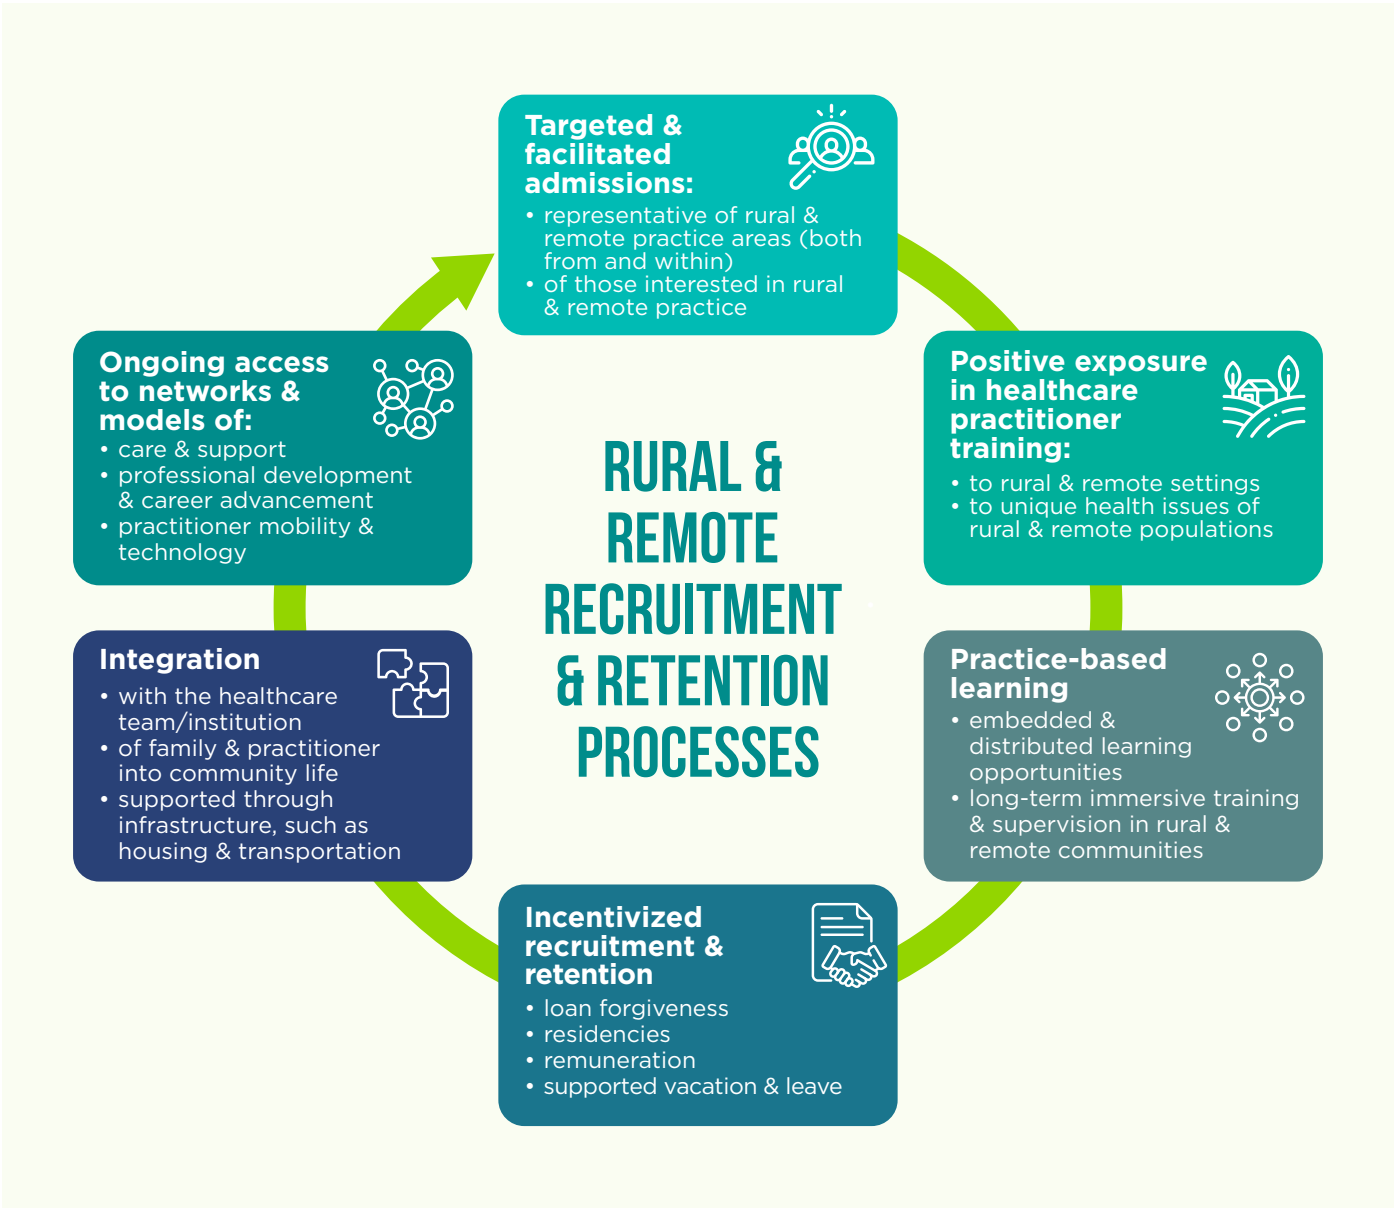 Targeted &
facilitated
admissions:
• representative of rural &
remote practice areas (both
from and within)
• of those interested in rural
& remote practice
Positive exposure
in healthcare
practitioner
training:
• to rural & remote settings
• to unique health issues of
rural & remote populations
Practice-based
learning
• embedded &
distributed learning
opportunities
• long-term immersive training
& supervision in rural &
remote communities
Incentivized
recruitment &
retention
• loan forgiveness
• residencies
• remuneration
• supported vacation & leave
Integration
• with the healthcare
team/institution
• of family & practitioner
into community life
• supported through
infrastructure, such as
housing & transportation
Ongoing access
to networks &
models of:
• care & support
• professional development
& career advancement
• practitioner mobility &
technology
RURAL &
REMOTE
RECRUITMENT
& RETENTION
PROCESSES